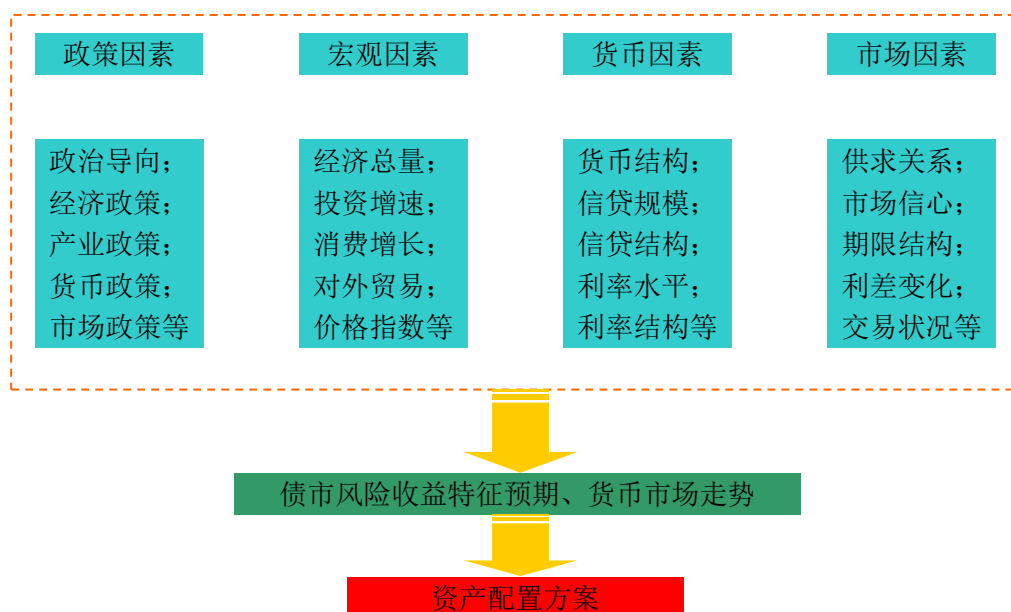 政策因素
宏观因素
货币因素
市场因素
政治导向；
经济政策；
产业政策；
货币政策；
市场政策等
经济总量；
投资增速；
消费增长；
对外贸易；
价格指数等
货币结构；
信贷规模；
信贷结构；
利率水平；
利率结构等
供求关系；
市场信心；
期限结构；
利差变化；
交易状况等
债市风险收益特征预期、货币市场走势
资产配置方案